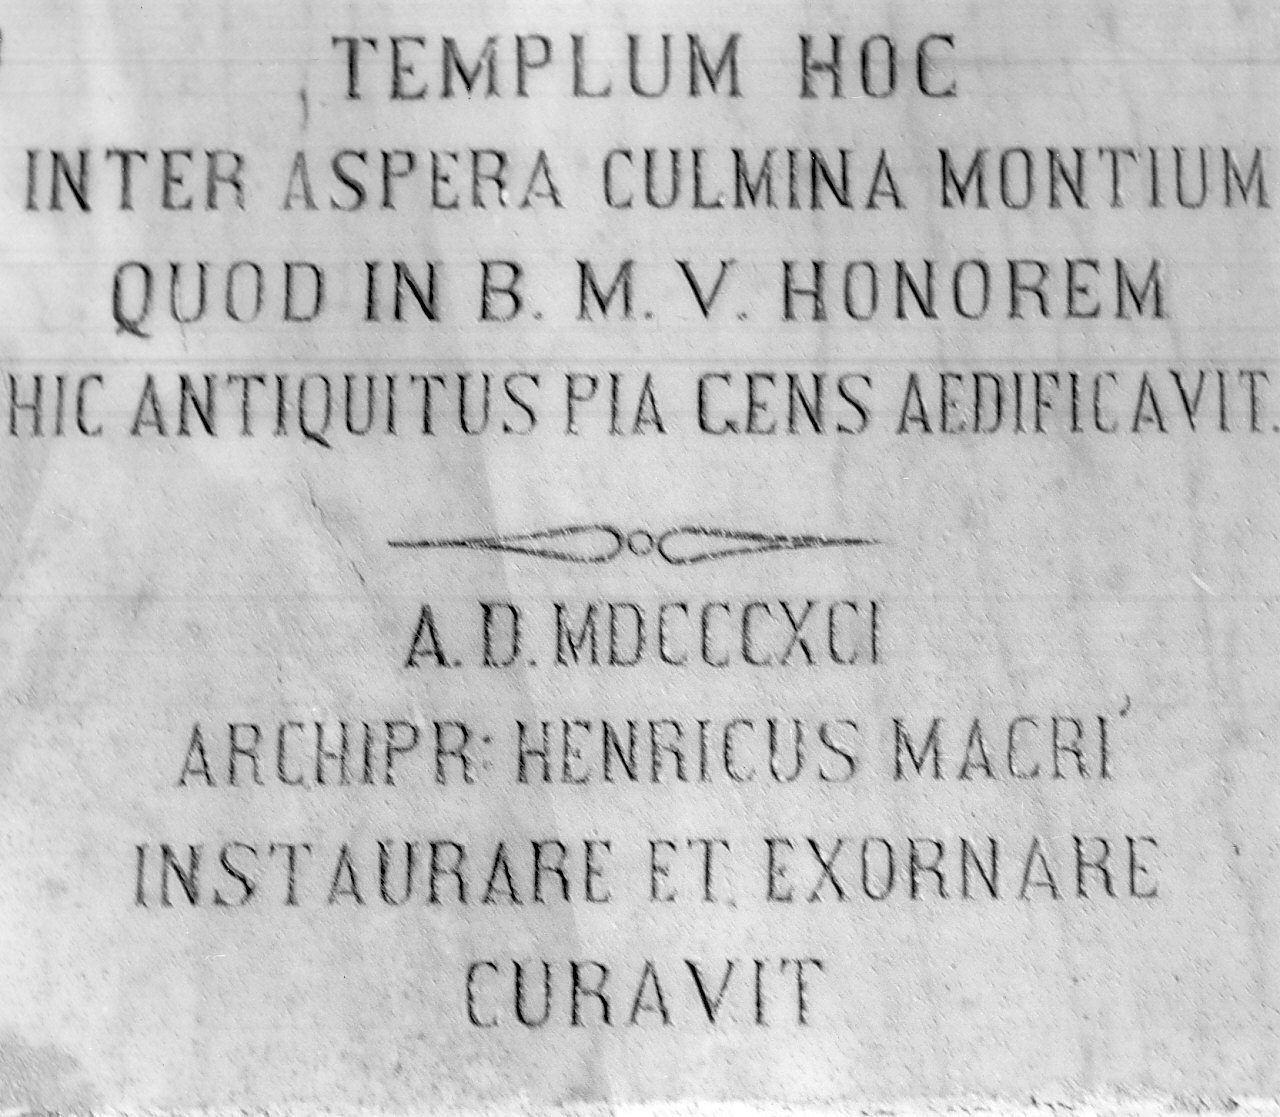 TEMPLUM HOC
INTER ASPERA CULMINA MONTIUM
QUOD IN B. M. V. HONOREM
HIC ANTIQUITUS PIA GENS AEDIFICAVIT.
A. D. MDCCCXCI
ARCHIPR: HENRICUS MACRI'
INSTAURARE ET EXORNARE
CURAVIT